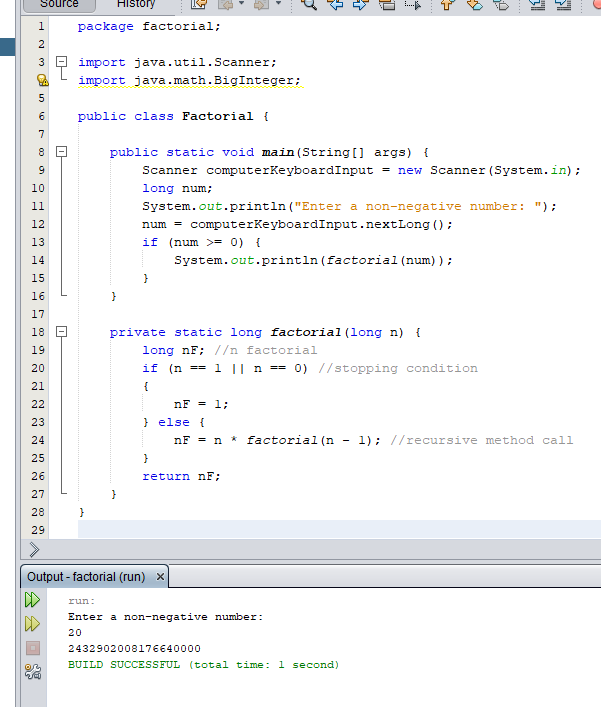 Source History
1 package factorial;
2
3 import java.util.Scanner;
import java.math.BigInteger;
5
6 public class Factorial {
7
8 public static void main(String[] args) {
9 Scanner computerKeyboardInput = new Scanner(System.in);
10 long num;
11 System.out.println("Enter a non-negative number: ");
12 num = computerKeyboardInput.nextLong();
13 if (num >= 0) {
14 System.out.println(factorial(num));
15 }
16 }
17
18 private static long factorial(long n) {
19 long nF; //n factorial
20 if (n == 1 || n == 0) //stopping condition
21 {
22 nF = 1;
23 } else {
24 nF = n * factorial(n - 1); //recursive method call
25 }
26 return nF;
27 }
28 }
29
Output - factorial (run) ×
run:
Enter a non-negative number:
20
2432902008176640000
BUILD SUCCESSFUL (total time: 1 second)